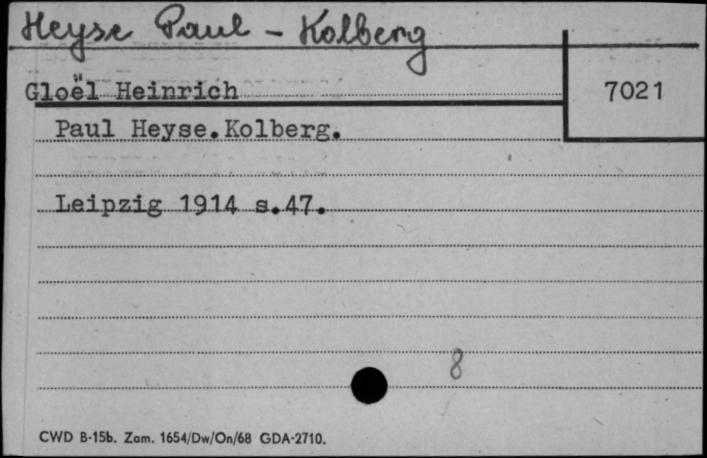 Heyse Paul - Kolberg
Gloël Heinrich
7021
Paul Heyse.Kolberg.
Leipzig 1914 s.47.
8
CWD B-15b. Zam. 1654/Dw/On/68 GDA-2710.